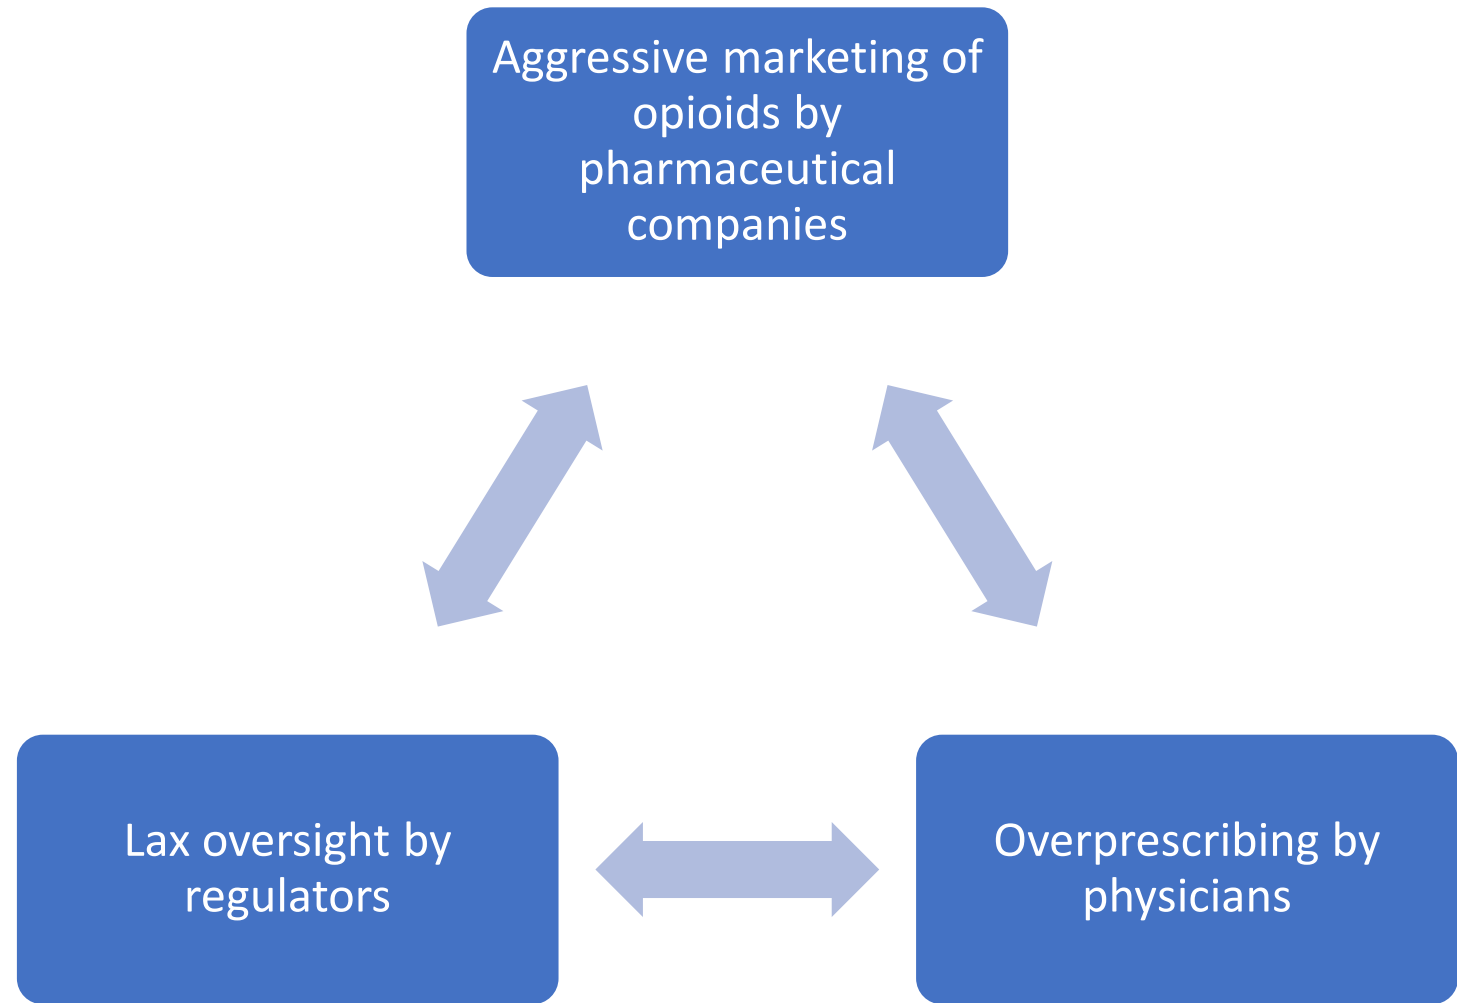 Aggressive marketing of
opioids by
pharmaceutical
companies
Lax oversight by
regulators
Overprescribing by
physicians